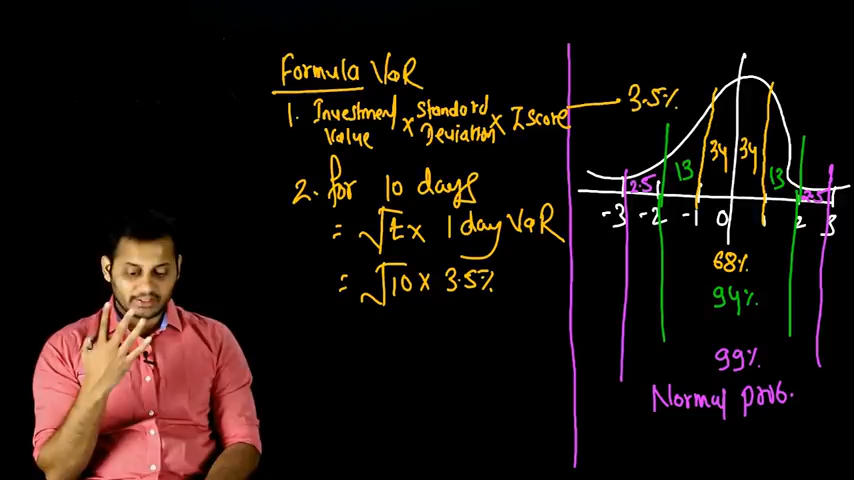 Formula VaR
1. Investment Value × Standard Deviation × Z score — 3.5%
2. for 10 days
= √t × 1 day VaR
= √10 × 3.5%
34 34
13 13
2.5 2.5
-3 -2 -1 0 2 3
68%
94%
99%
Normal prob.